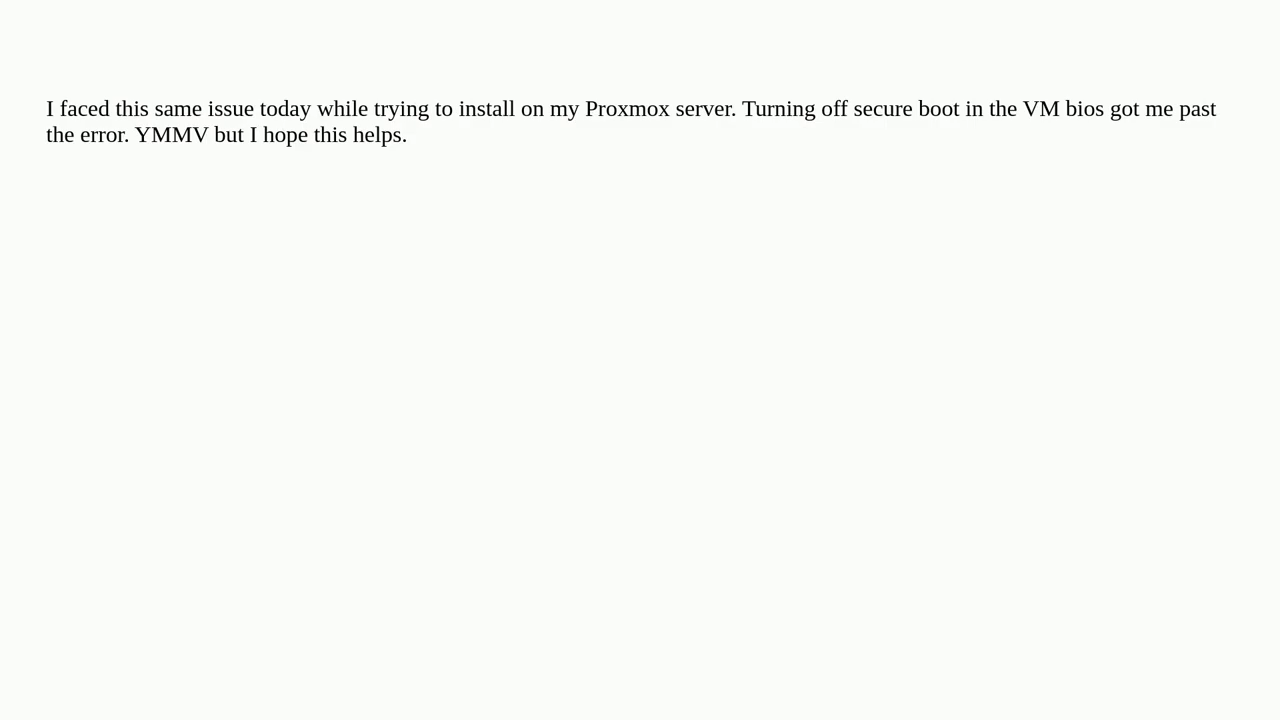 I faced this same issue today while trying to install on my Proxmox server. Turning off secure boot in the VM bios got me past
the error. YMMV but I hope this helps.